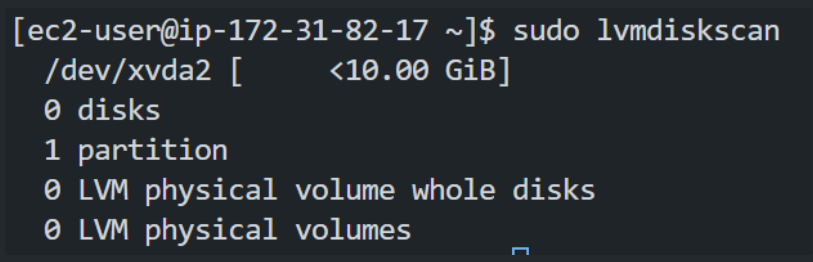 [ec2-user@ip-172-31-82-17 ~]$ sudo lvmdiskscan
/dev/xvda2 [     <10.00 GiB]
0 disks
1 partition
0 LVM physical volume whole disks
0 LVM physical volumes